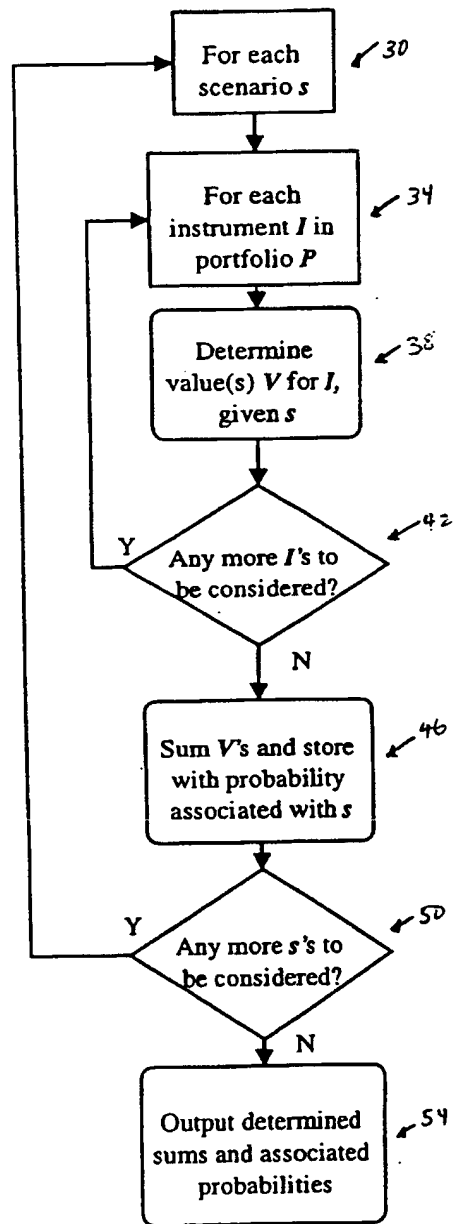 For each
scenario s
30
For each
instrument I in
portfolio P
34
Determine
value(s) V for I,
given s
38
Any more I's to
be considered?
42
Y
N
Sum V's and store
with probability
associated with s
46
Any more s's to
be considered?
50
Y
N
Output determined
sums and associated
probabilities
54